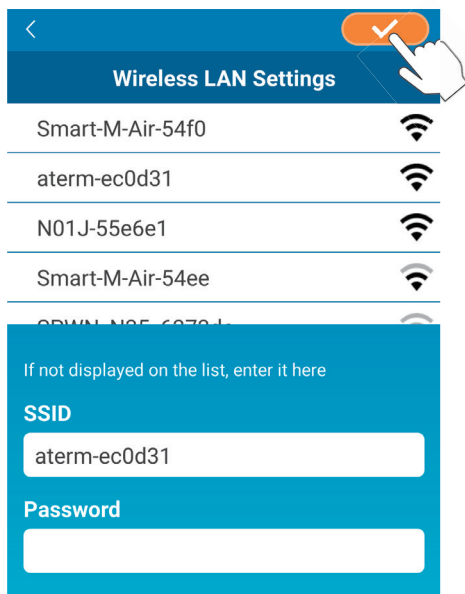 Wireless LAN Settings
Smart-M-Air-54f0
aterm-ec0d31
N01J-55e6e1
Smart-M-Air-54ee
If not displayed on the list, enter it here
SSID
aterm-ec0d31
Password